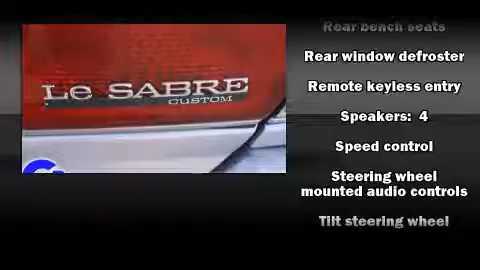 Le SABRE
CUSTOM
Rear bench seats
Rear window defroster
Remote keyless entry
Speakers: 4
Speed control
Steering wheel
mounted audio controls
Tilt steering wheel